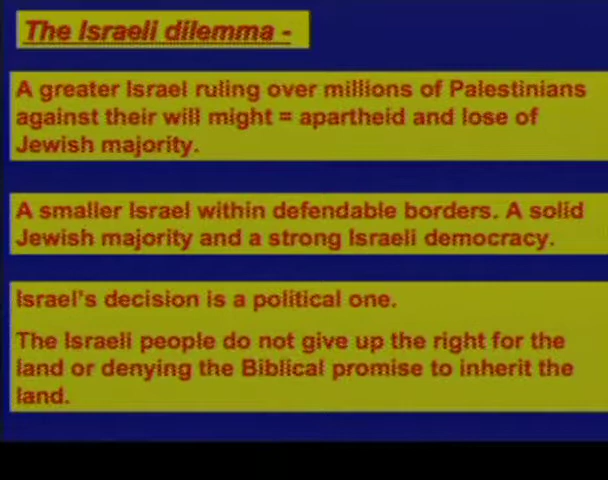 The Israeli dilemma -
A greater Israel ruling over millions of Palestinians
against their will might = apartheid and lose of
Jewish majority.
A smaller Israel within defendable borders. A solid
Jewish majority and a strong Israeli democracy.
Israel's decision is a political one.
The Israeli people do not give up the right for the
land or denying the Biblical promise to inherit the
land.